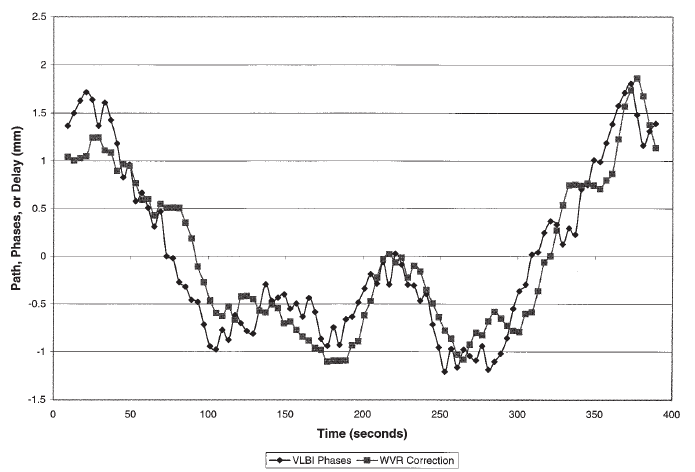 2.5
2
1.5
1
0.5
0
-0.5
-1
-1.5
Path, Phases, or Delay (mm)
0 50 100 150 200 250 300 350 400
Time (seconds)
VLBI Phases WVR Correction